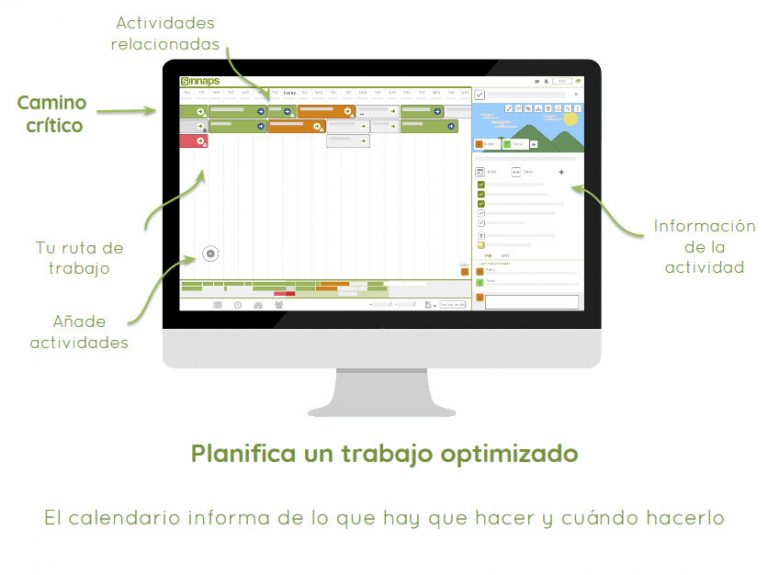 Actividades
relacionadas
Camino
crítico
Sinnaps
Today
Tu ruta de
trabajo
Información
de la
actividad
Añade
actividades
Planifica un trabajo optimizado
El calendario informa de lo que hay que hacer y cuándo hacerlo